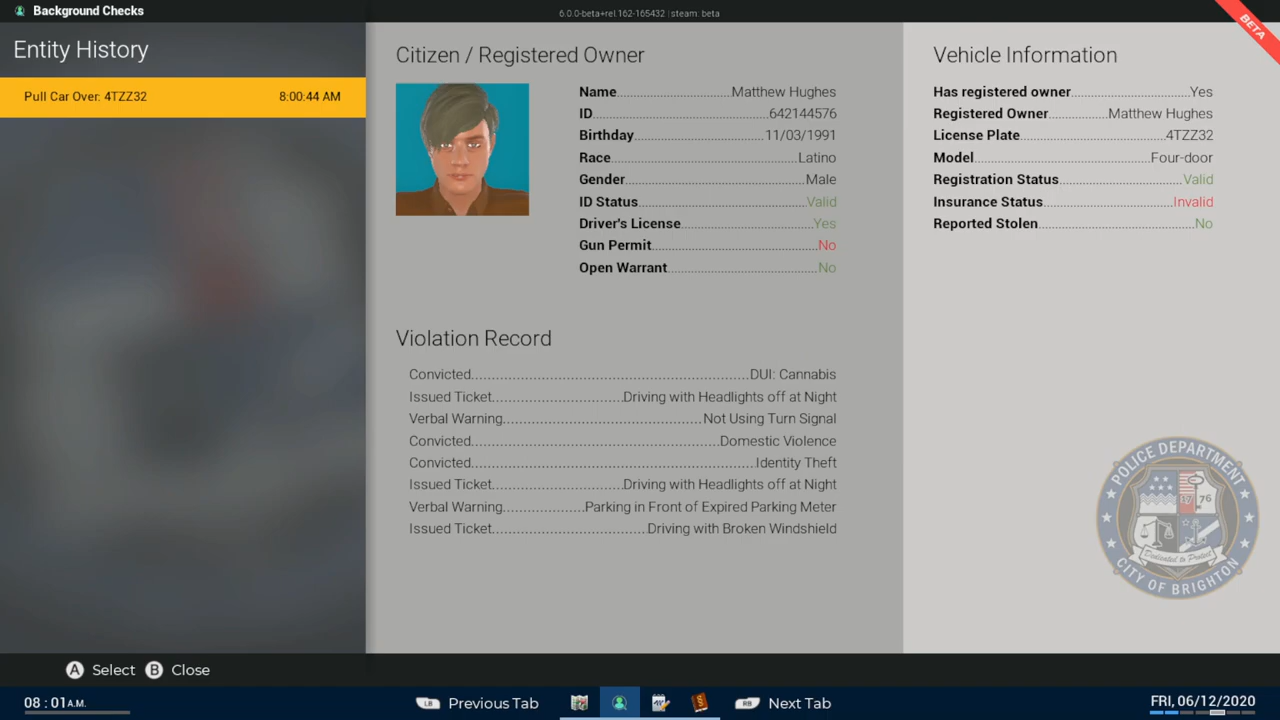 Background Checks
6.0.0-beta+rel.162-165432 | steam: beta
BETA
Entity History
Pull Car Over: 4TZZ32 8:00:44 AM
Citizen / Registered Owner
Name Matthew Hughes
ID 642144576
Birthday 11/03/1991
Race Latino
Gender Male
ID Status Valid
Driver's License Yes
Gun Permit No
Open Warrant No
Violation Record
Convicted DUI: Cannabis
Issued Ticket Driving with Headlights off at Night
Verbal Warning Not Using Turn Signal
Convicted Domestic Violence
Convicted Identity Theft
Issued Ticket Driving with Headlights off at Night
Verbal Warning Parking in Front of Expired Parking Meter
Issued Ticket Driving with Broken Windshield
Vehicle Information
Has registered owner Yes
Registered Owner Matthew Hughes
License Plate 4TZZ32
Model Four-door
Registration Status Valid
Insurance Status Invalid
Reported Stolen No
POLICE DEPARTMENT
17 76
Dedicated to Protect
CITY OF BRIGHTON
A Select B Close
08 : 01 A.M.
LB Previous Tab
RB Next Tab
FRI, 06/12/2020